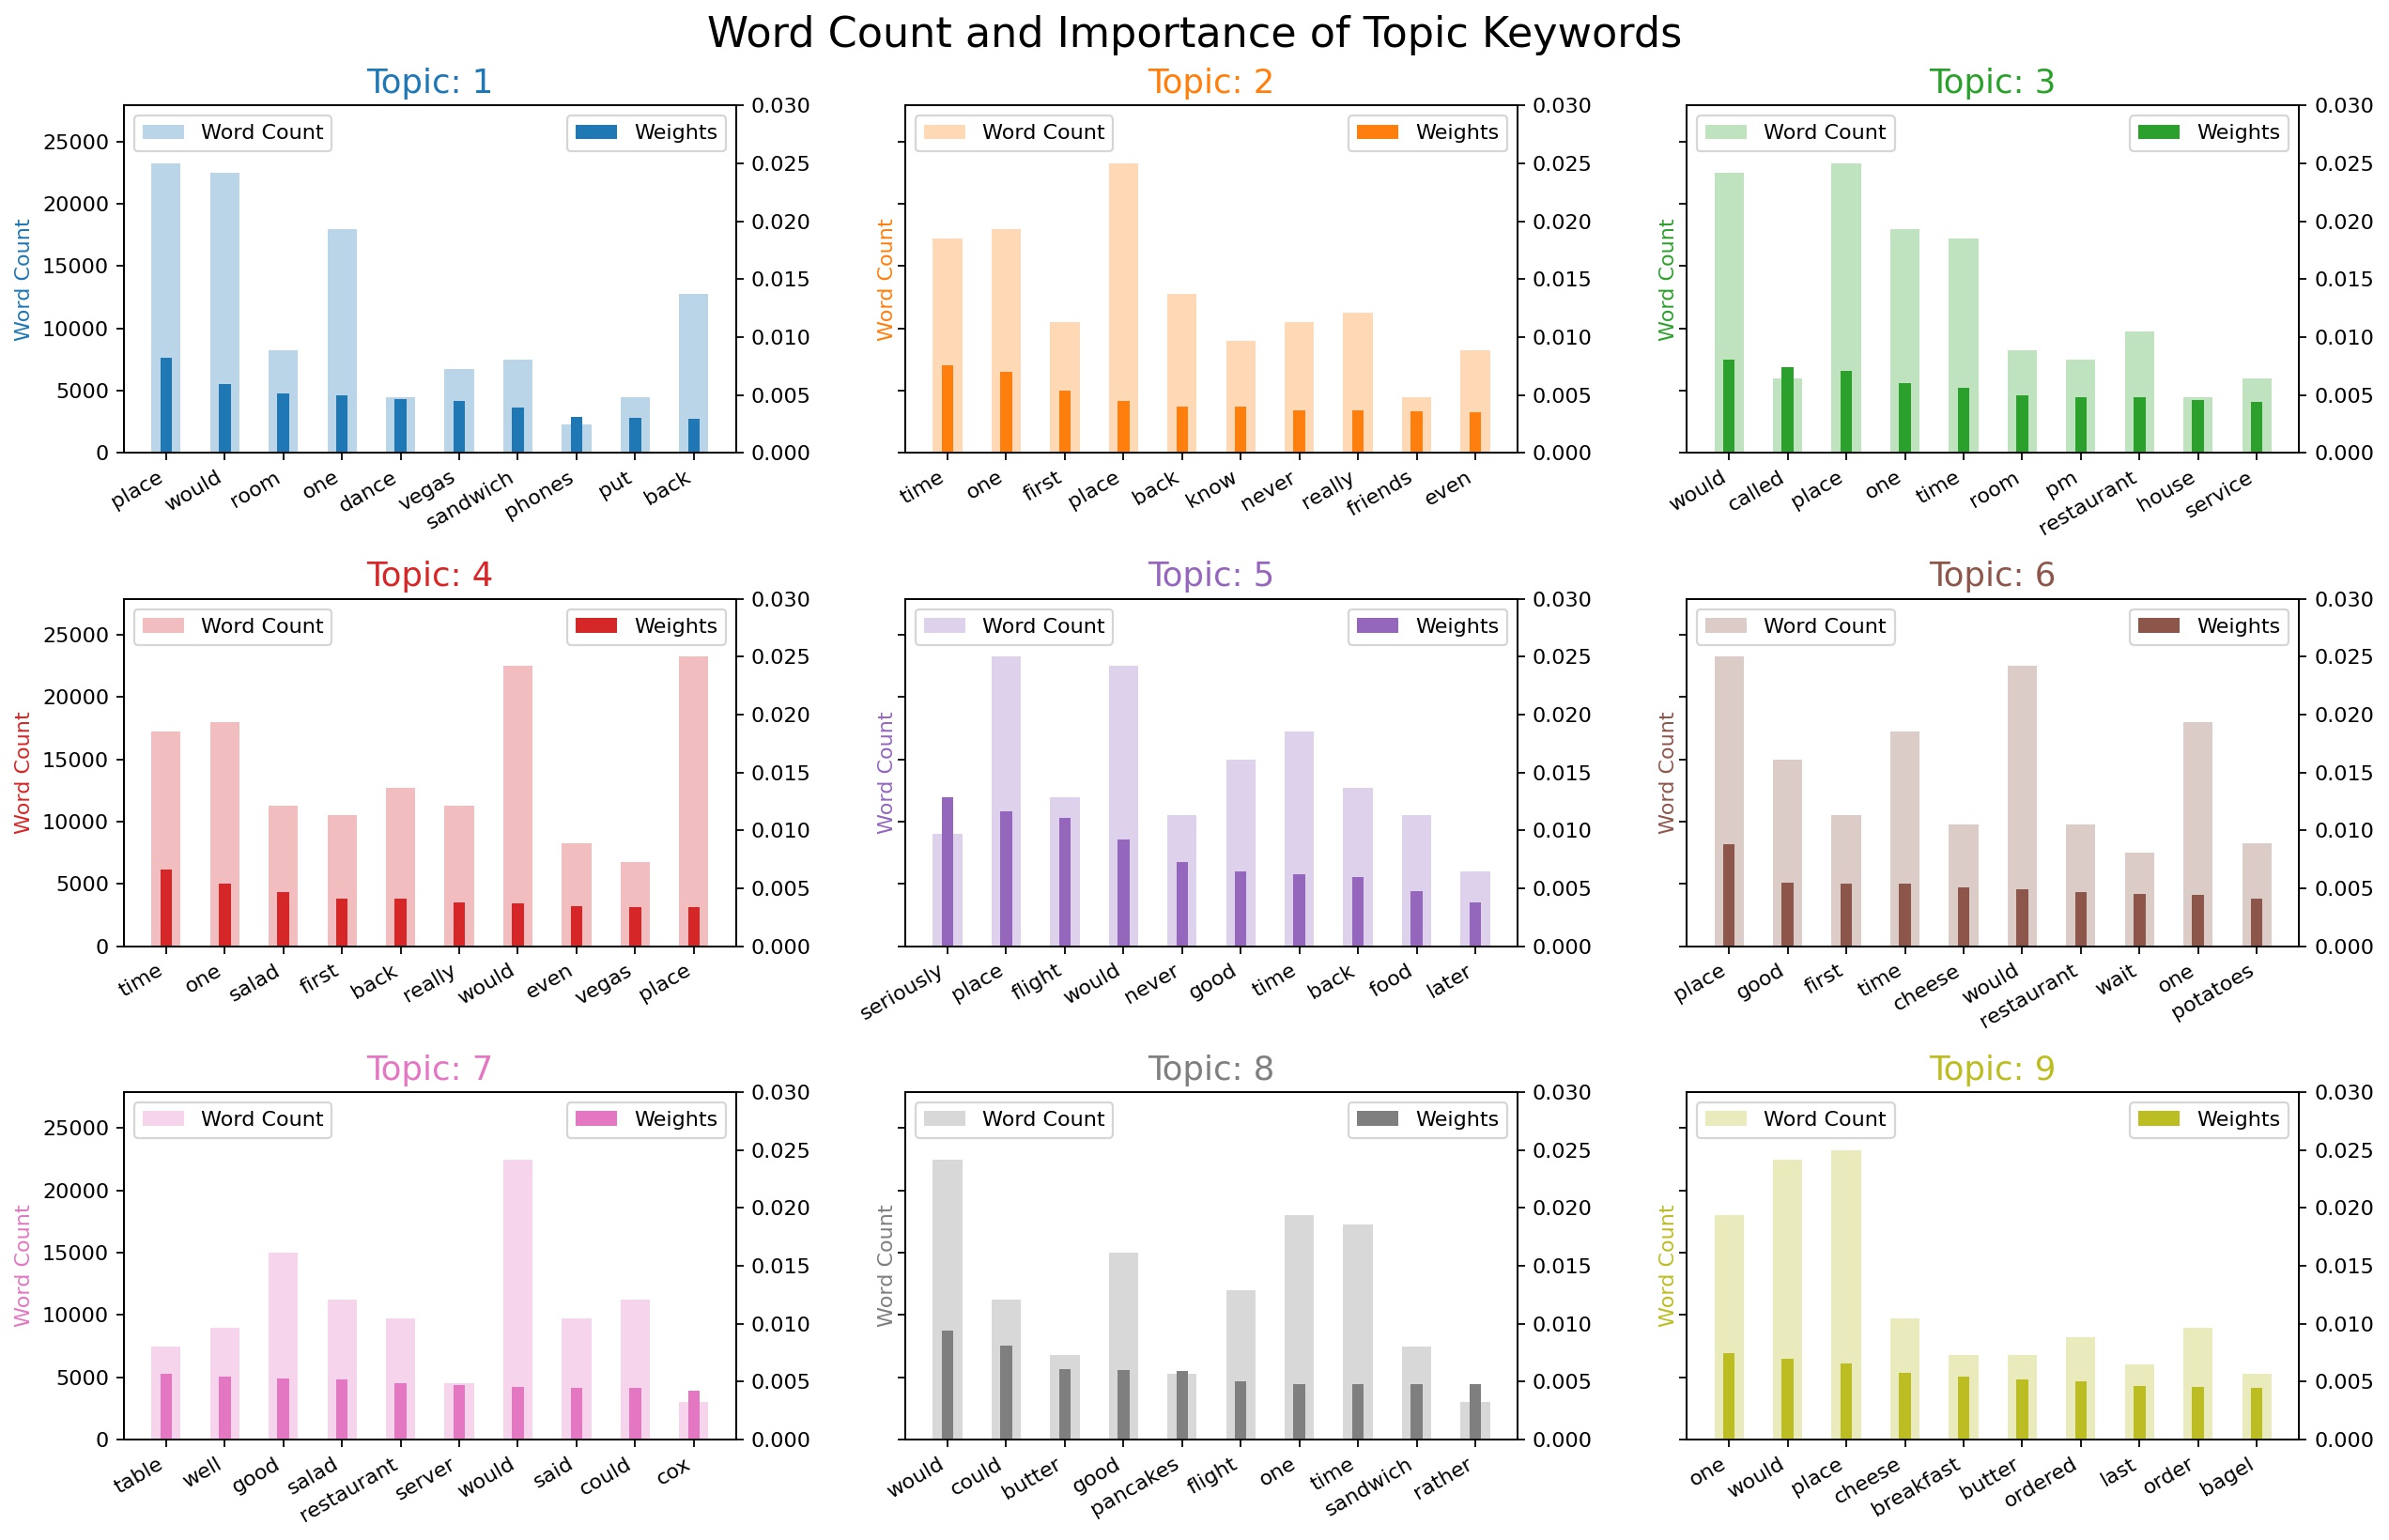 Word Count and Importance of Topic Keywords
Topic: 1
Word Count
Weights
Word Count
25000
20000
15000
10000
5000
0
0.030
0.025
0.020
0.015
0.010
0.005
0.000
place would room one dance vegas sandwich phones put back
Topic: 2
Word Count
Weights
Word Count
0.030
0.025
0.020
0.015
0.010
0.005
0.000
time one first place back know never really friends even
Topic: 3
Word Count
Weights
Word Count
0.030
0.025
0.020
0.015
0.010
0.005
0.000
would called place one time room pm restaurant house service
Topic: 4
Word Count
Weights
Word Count
25000
20000
15000
10000
5000
0
0.030
0.025
0.020
0.015
0.010
0.005
0.000
time one salad first back really would even vegas place
Topic: 5
Word Count
Weights
Word Count
0.030
0.025
0.020
0.015
0.010
0.005
0.000
seriously place flight would never good time back food later
Topic: 6
Word Count
Weights
Word Count
0.030
0.025
0.020
0.015
0.010
0.005
0.000
place good first time cheese would restaurant wait one potatoes
Topic: 7
Word Count
Weights
Word Count
25000
20000
15000
10000
5000
0
0.030
0.025
0.020
0.015
0.010
0.005
0.000
table well good salad restaurant server would said could cox
Topic: 8
Word Count
Weights
Word Count
0.030
0.025
0.020
0.015
0.010
0.005
0.000
would could butter good pancakes flight one time sandwich rather
Topic: 9
Word Count
Weights
Word Count
0.030
0.025
0.020
0.015
0.010
0.005
0.000
one would place cheese breakfast butter ordered last order bagel